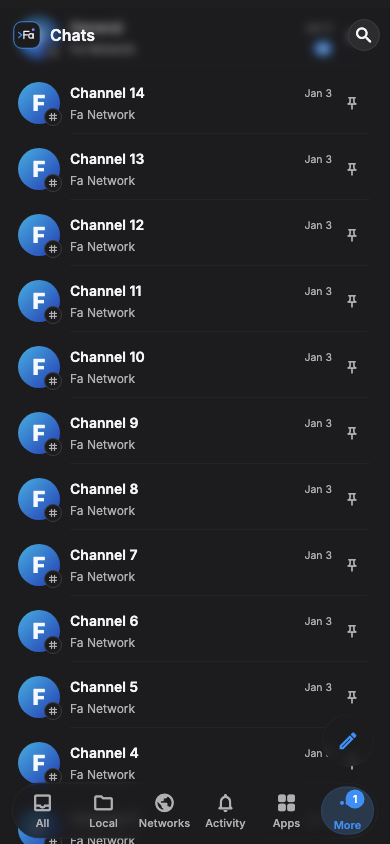 >Fa
Chats
Channel 14
Jan 3
Fa Network
Channel 13
Jan 3
Fa Network
Channel 12
Jan 3
Fa Network
Channel 11
Jan 3
Fa Network
Channel 10
Jan 3
Fa Network
Channel 9
Jan 3
Fa Network
Channel 8
Jan 3
Fa Network
Channel 7
Jan 3
Fa Network
Channel 6
Jan 3
Fa Network
Channel 5
Jan 3
Fa Network
Channel 4
Jan
Fa Network
1
All
Local
Networks
Activity
Apps
More